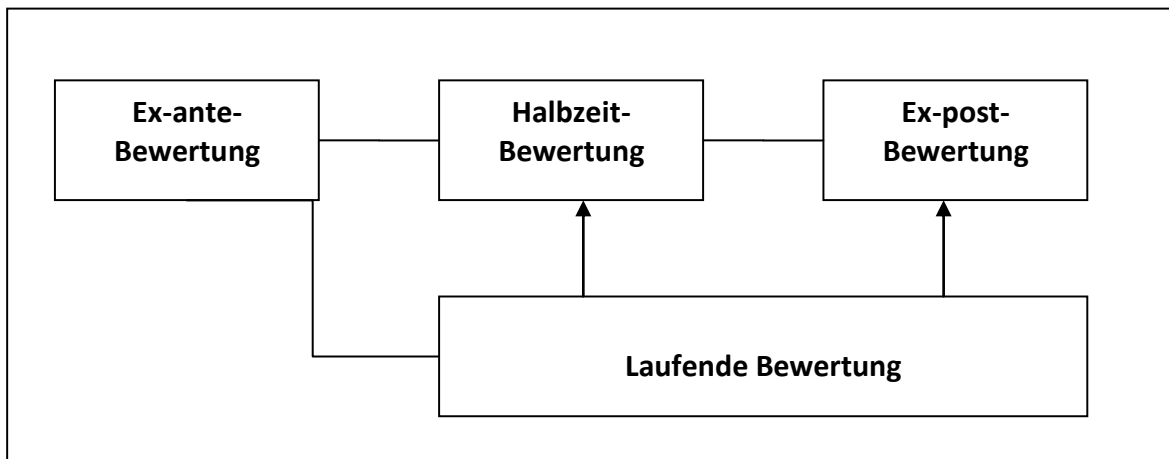 Ex-ante-
Bewertung
Halbzeit-
Bewertung
Ex-post-
Bewertung
Laufende Bewertung